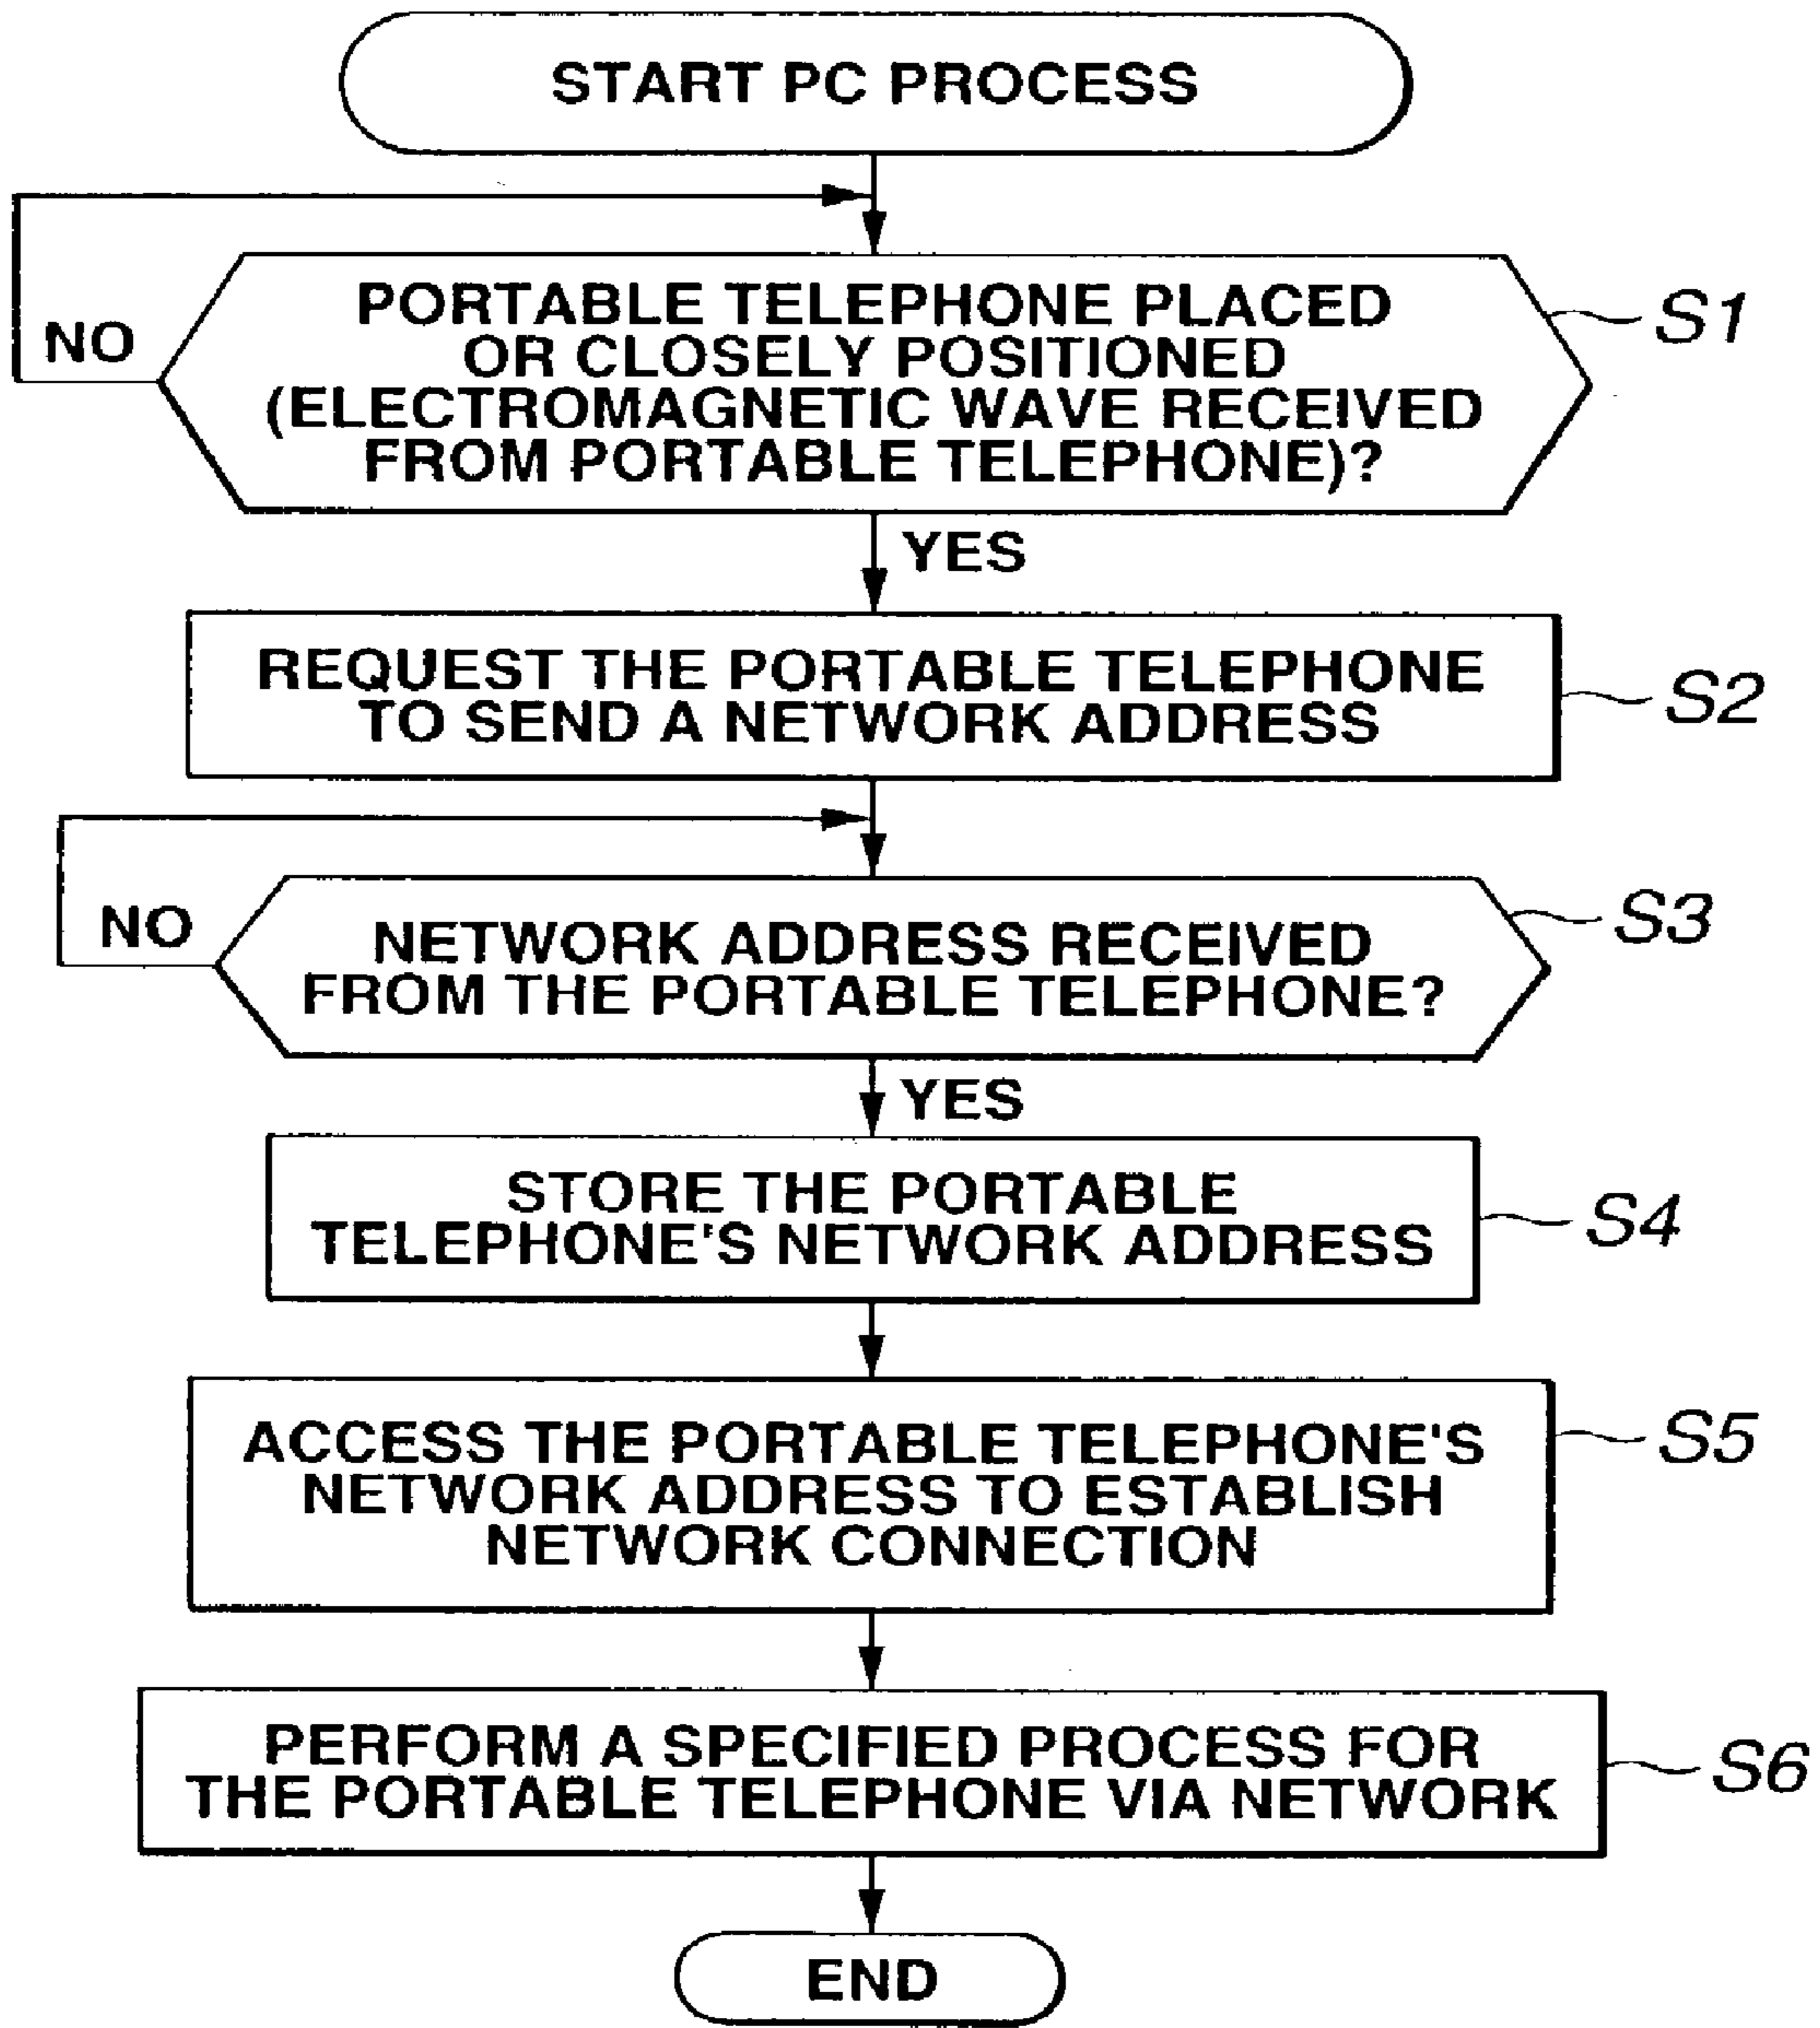 START PC PROCESS
PORTABLE TELEPHONE PLACED
OR CLOSELY POSITIONED
(ELECTROMAGNETIC WAVE RECEIVED
FROM PORTABLE TELEPHONE)?
S1
NO
YES
REQUEST THE PORTABLE TELEPHONE
TO SEND A NETWORK ADDRESS
S2
NETWORK ADDRESS RECEIVED
FROM THE PORTABLE TELEPHONE?
S3
NO
YES
STORE THE PORTABLE
TELEPHONE'S NETWORK ADDRESS
S4
ACCESS THE PORTABLE TELEPHONE'S
NETWORK ADDRESS TO ESTABLISH
NETWORK CONNECTION
S5
PERFORM A SPECIFIED PROCESS FOR
THE PORTABLE TELEPHONE VIA NETWORK
S6
END